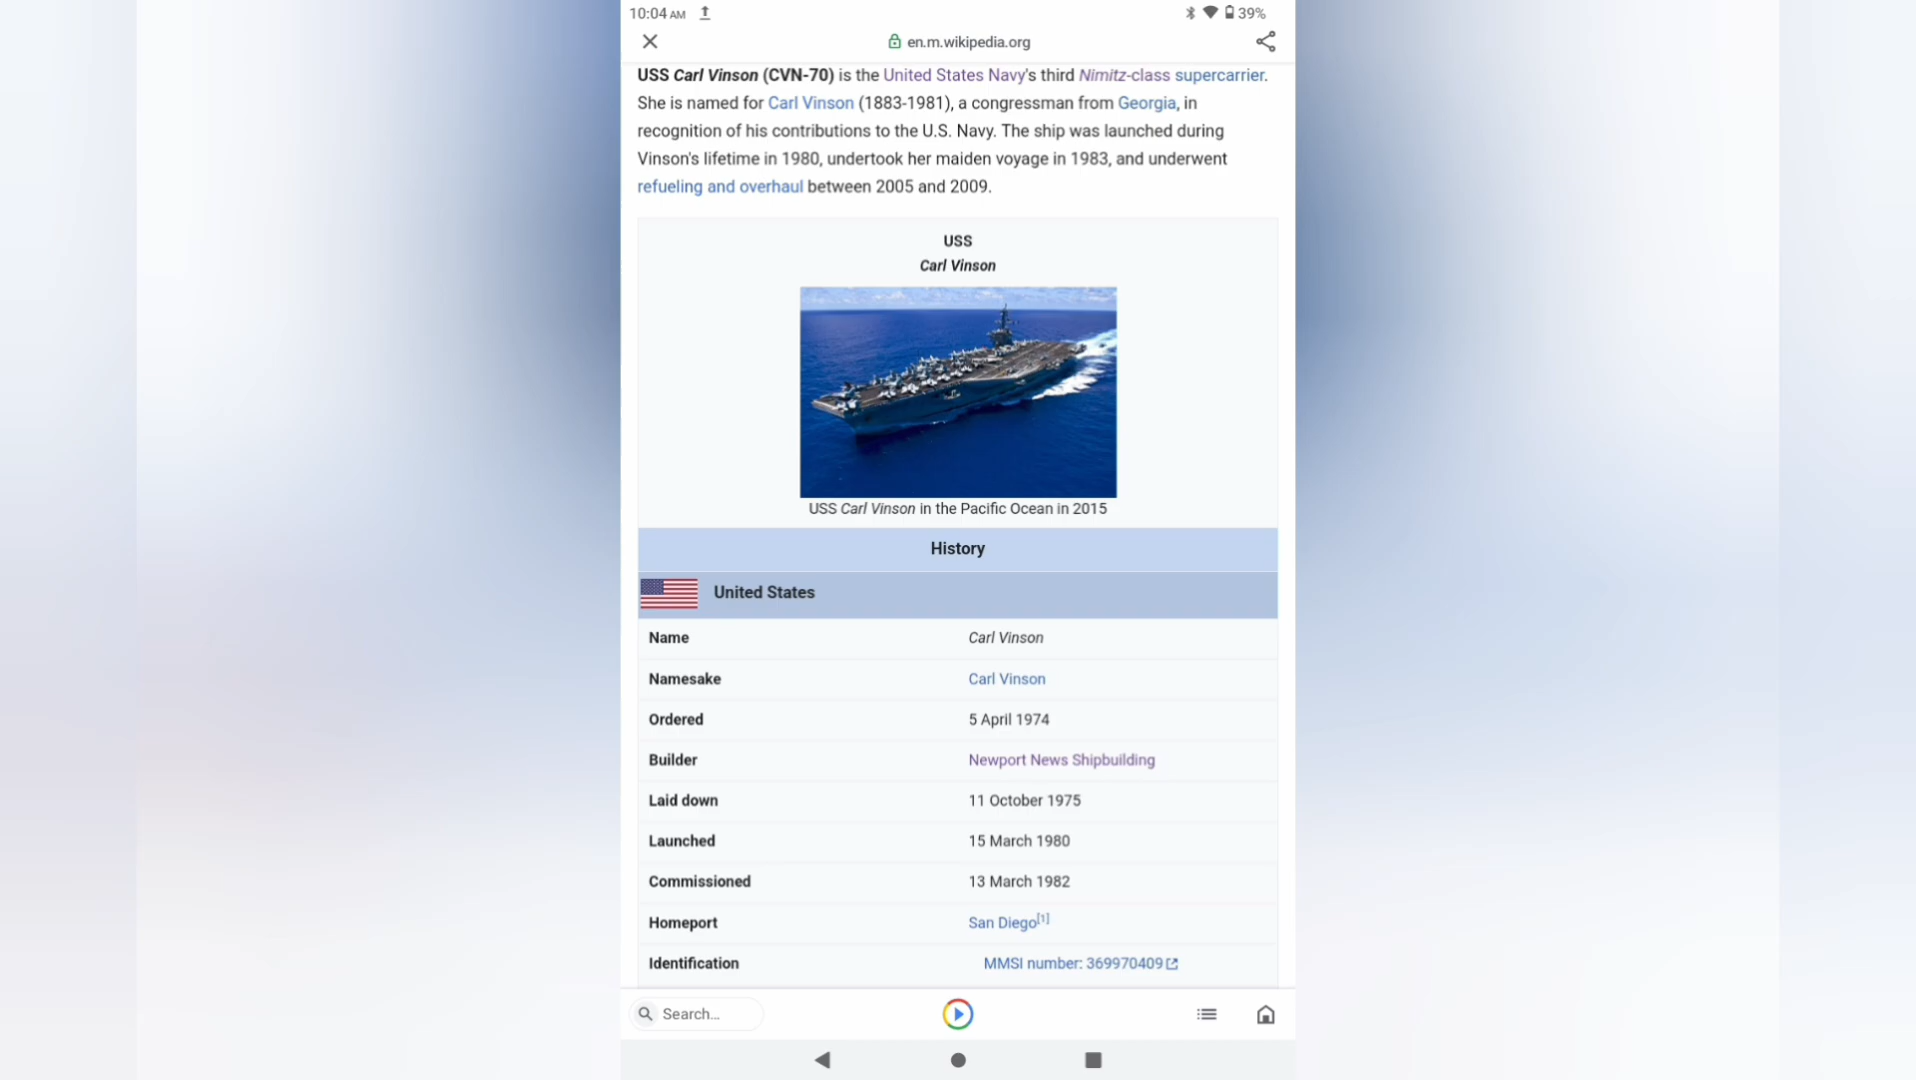 10:04 AM
39%
en.m.wikipedia.org
USS Carl Vinson (CVN-70) is the United States Navy's third Nimitz-class supercarrier.
She is named for Carl Vinson (1883-1981), a congressman from Georgia, in
recognition of his contributions to the U.S. Navy. The ship was launched during
Vinson's lifetime in 1980, undertook her maiden voyage in 1983, and underwent
refueling and overhaul between 2005 and 2009.
USS
Carl Vinson
USS Carl Vinson in the Pacific Ocean in 2015
History
United States
Name Carl Vinson
Namesake Carl Vinson
Ordered 5 April 1974
Builder Newport News Shipbuilding
Laid down 11 October 1975
Launched 15 March 1980
Commissioned 13 March 1982
Homeport San Diego[1]
Identification MMSI number: 369970409
Search...